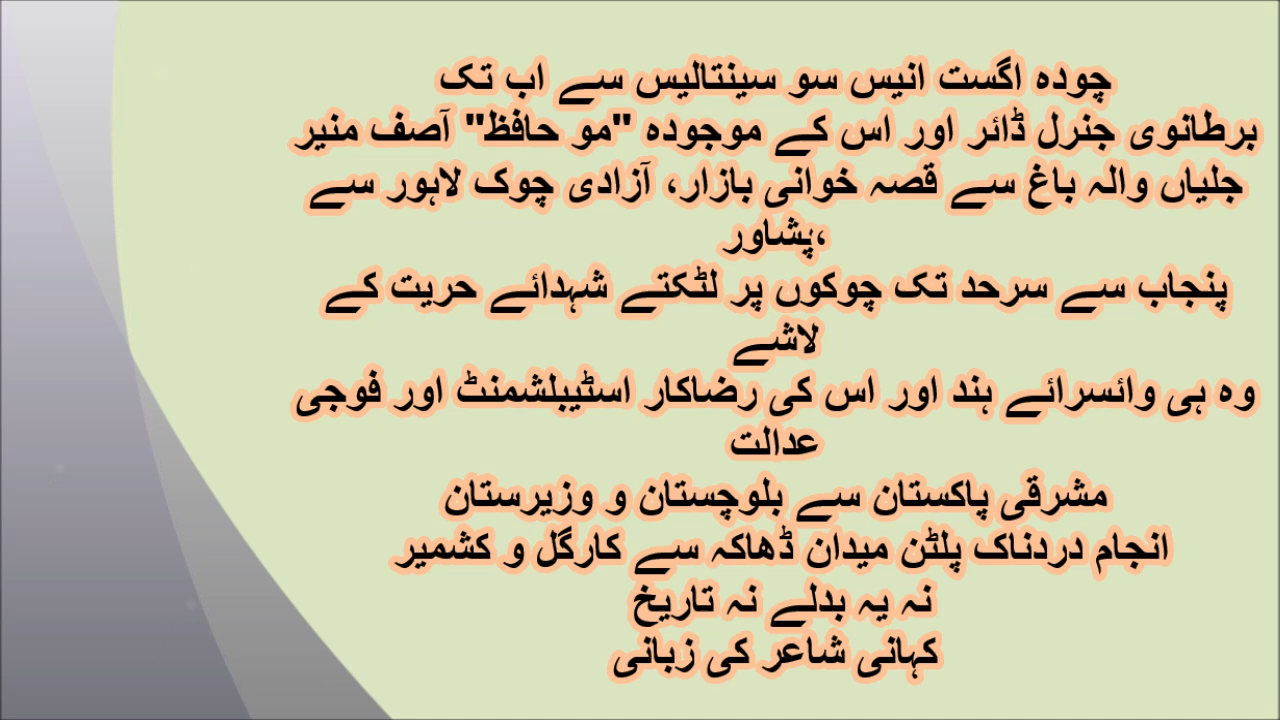 چودہ اگست انیس سو سینتالیس سے اب تک
برطانوی جنرل ڈائر اور اس کے موجودہ "مو حافظ" آصف منیر
جلیاں والہ باغ سے قصہ خوانی بازار، آزادی چوک لاہور سے
پشاور،
پنجاب سے سرحد تک چوکوں پر لٹکتے شہدائے حریت کے
لاشے
وہ ہی وائسرائے ہند اور اس کی رضاکار اسٹیبلشمنٹ اور فوجی
عدالت
مشرقی پاکستان سے بلوچستان و وزیرستان
انجام دردناک پلٹن میدان ڈھاکہ سے کارگل و کشمیر
نہ یہ بدلے نہ تاریخ
کہانی شاعر کی زبانی